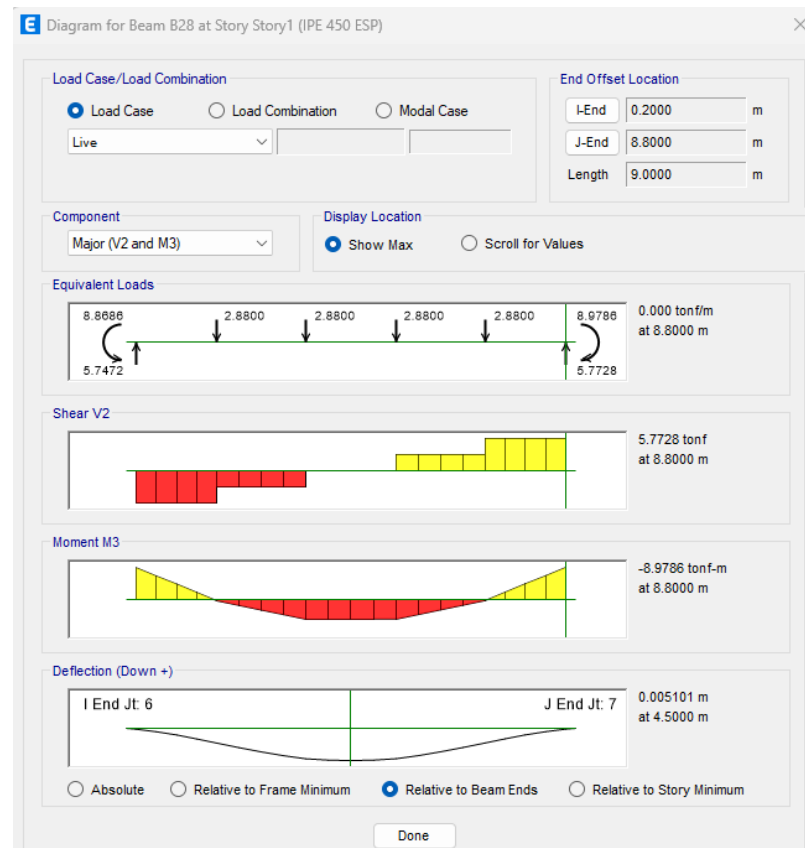 E Diagram for Beam B28 at Story Story1 (IPE 450 ESP)
Load Case/Load Combination
Load Case Load Combination Modal Case
Live
End Offset Location
I-End 0.2000 m
J-End 8.8000 m
Length 9.0000 m
Component
Major (V2 and M3)
Display Location
Show Max Scroll for Values
Equivalent Loads
8.8686 2.8800 2.8800 2.8800 2.8800 8.9786
5.7472 5.7728
0.000 tonf/m
at 8.8000 m
Shear V2
5.7728 tonf
at 8.8000 m
Moment M3
-8.9786 tonf-m
at 8.8000 m
Deflection (Down +)
I End Jt: 6 J End Jt: 7
0.005101 m
at 4.5000 m
Absolute Relative to Frame Minimum Relative to Beam Ends Relative to Story Minimum
Done